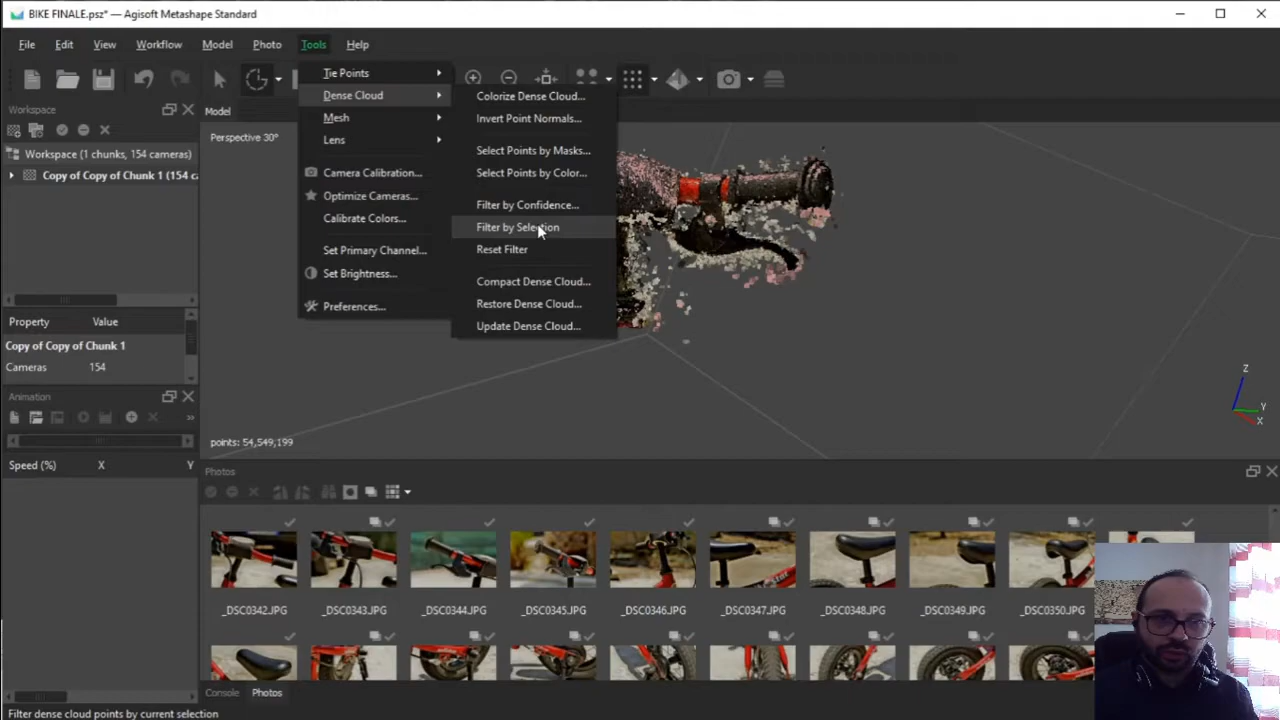 BIKE FINALE.psz* — Agisoft Metashape Standard
File Edit View Workflow Model Photo Tools Help
Workspace
Workspace (1 chunks, 154 cameras)
Copy of Copy of Chunk 1 (154 c
Property Value
Copy of Copy of Chunk 1
Cameras 154
Animation
»
Speed (%) X Y
Tie Points
Dense Cloud
Mesh
Lens
Camera Calibration...
Optimize Cameras...
Calibrate Colors...
Set Primary Channel...
Set Brightness...
Preferences...
Colorize Dense Cloud...
Invert Point Normals...
Select Points by Masks...
Select Points by Color...
Filter by Confidence...
Filter by Selection
Reset Filter
Compact Dense Cloud...
Restore Dense Cloud...
Update Dense Cloud...
Model
Perspective 30°
Z
Y
X
points: 54,549,199
Photos
_DSC0342.JPG _DSC0343.JPG _DSC0344.JPG _DSC0345.JPG _DSC0346.JPG _DSC0347.JPG _DSC0348.JPG _DSC0349.JPG _DSC0350.JPG
Console Photos
Filter dense cloud points by current selection